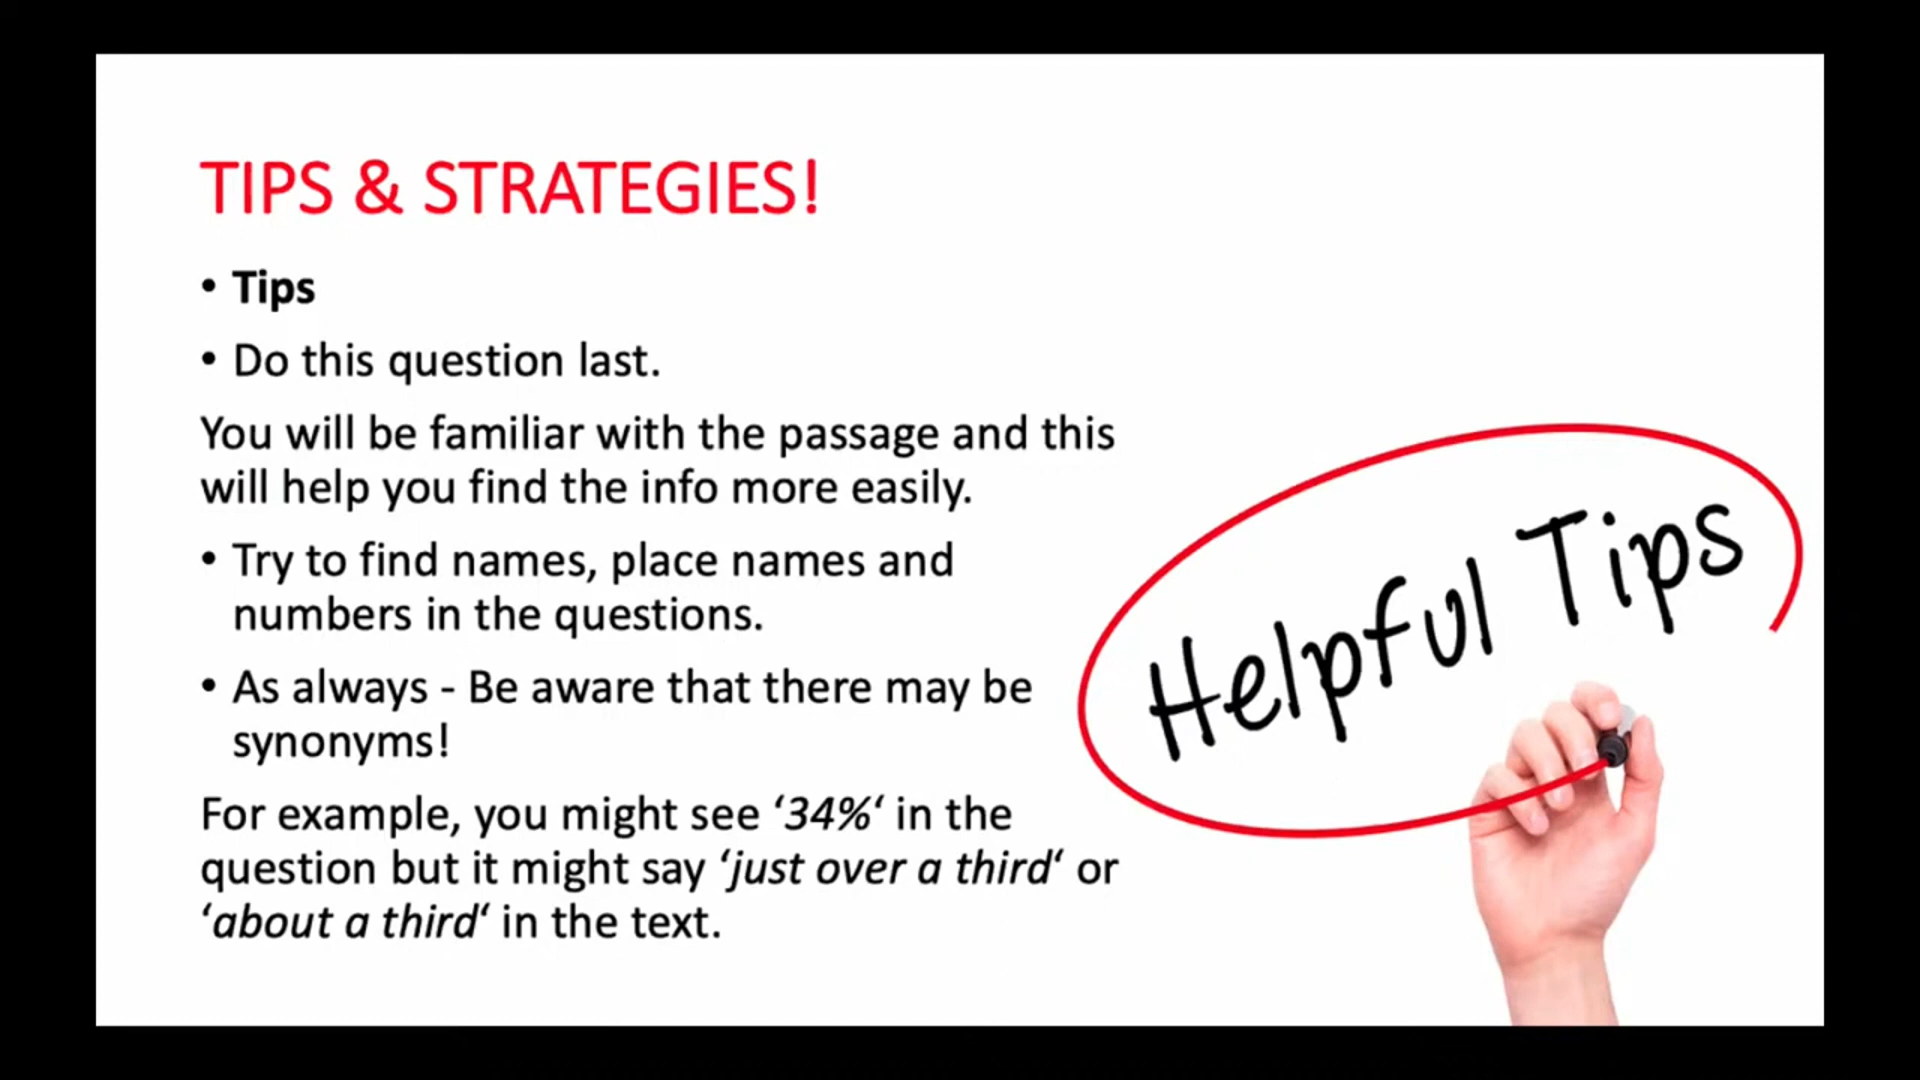 TIPS & STRATEGIES!
• Tips
• Do this question last.
You will be familiar with the passage and this
will help you find the info more easily.
• Try to find names, place names and
numbers in the questions.
• As always - Be aware that there may be
synonyms!
For example, you might see ‘34%‘ in the
question but it might say ‘just over a third‘ or
‘about a third‘ in the text.
Helpful Tips